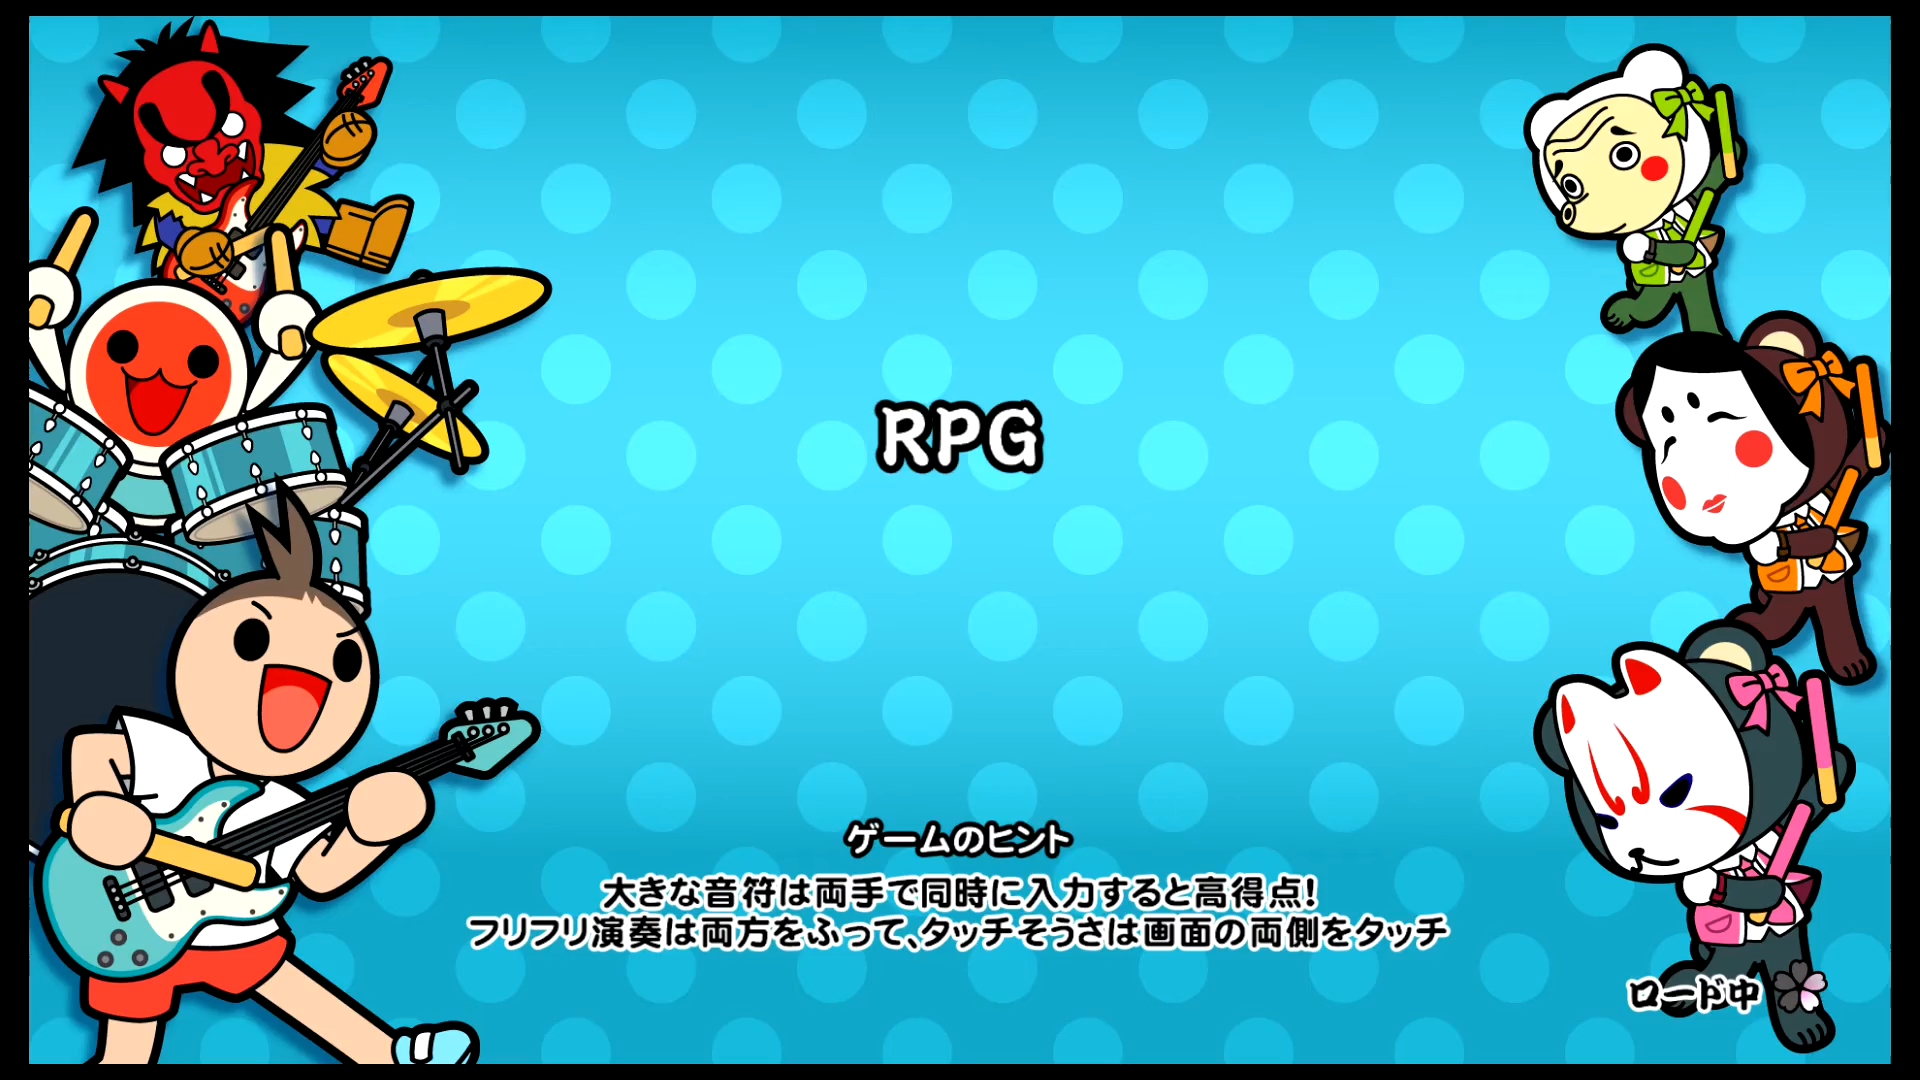 RPG
ゲームのヒント
大きな音符は両手で同時に入力すると高得点!
フリフリ演奏は両方をふって、タッチそうさは画面の両側をタッチ
ロード中